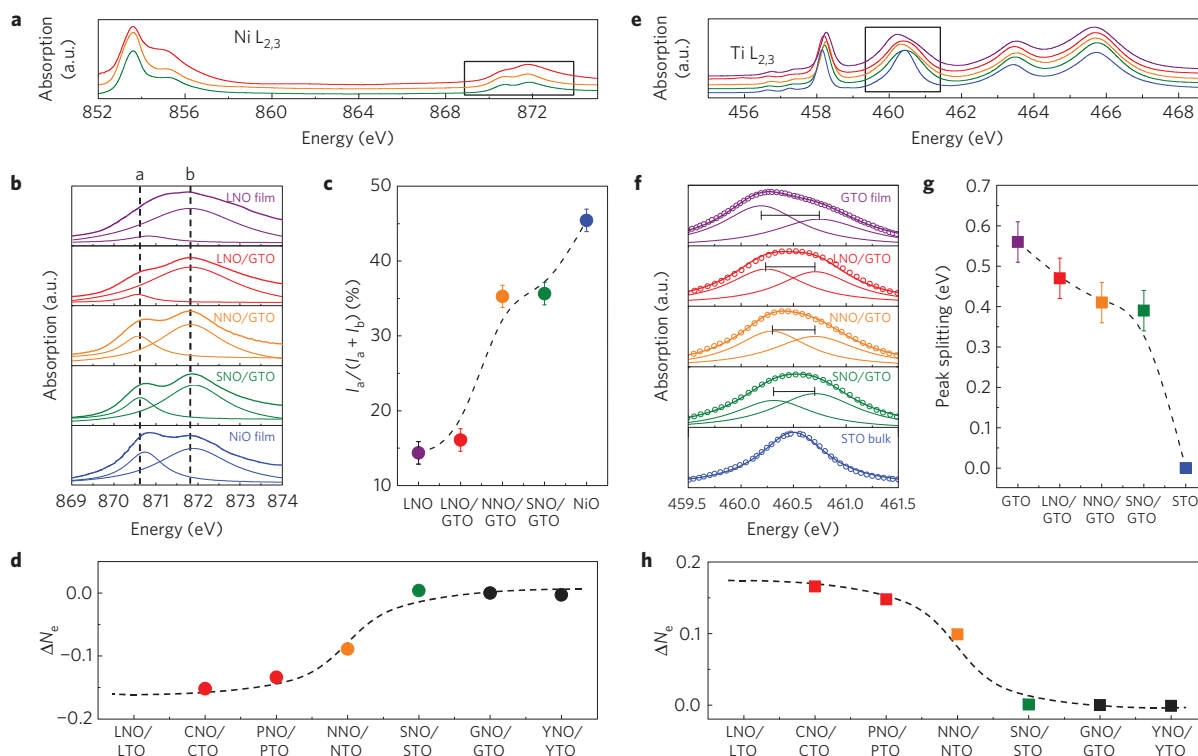 a
Absorption
(a.u.)
Ni L2,3
852 854 856 858 860 862 864 866 868 870 872
Energy (eV)
e
Absorption
(a.u.)
Ti L2,3
456 458 460 462 464 466 468
Energy (eV)
b
a b
Absorption (a.u.)
LNO film
LNO/GTO
NNO/GTO
SNO/GTO
NiO film
869 870 871 872 873 874
Energy (eV)
c
Ia/(Ia + Ib) (%)
50
40
30
20
10
LNO LNO/GTO NNO/GTO SNO/GTO NiO
f
Absorption (a.u.)
GTO film
LNO/GTO
NNO/GTO
SNO/GTO
STO bulk
459.5 460.0 460.5 461.0 461.5
Energy (eV)
g
Peak splitting (eV)
0.7
0.6
0.5
0.4
0.3
0.2
0.1
0.0
GTO LNO/GTO NNO/GTO SNO/GTO STO
d
ΔNe
0.0
−0.1
−0.2
LNO/ CNO/ PNO/ NNO/ SNO/ GNO/ YNO/
LTO CTO PTO NTO STO GTO YTO
h
ΔNe
0.2
0.1
0.0
LNO/ CNO/ PNO/ NNO/ SNO/ GNO/ YNO/
LTO CTO PTO NTO STO GTO YTO